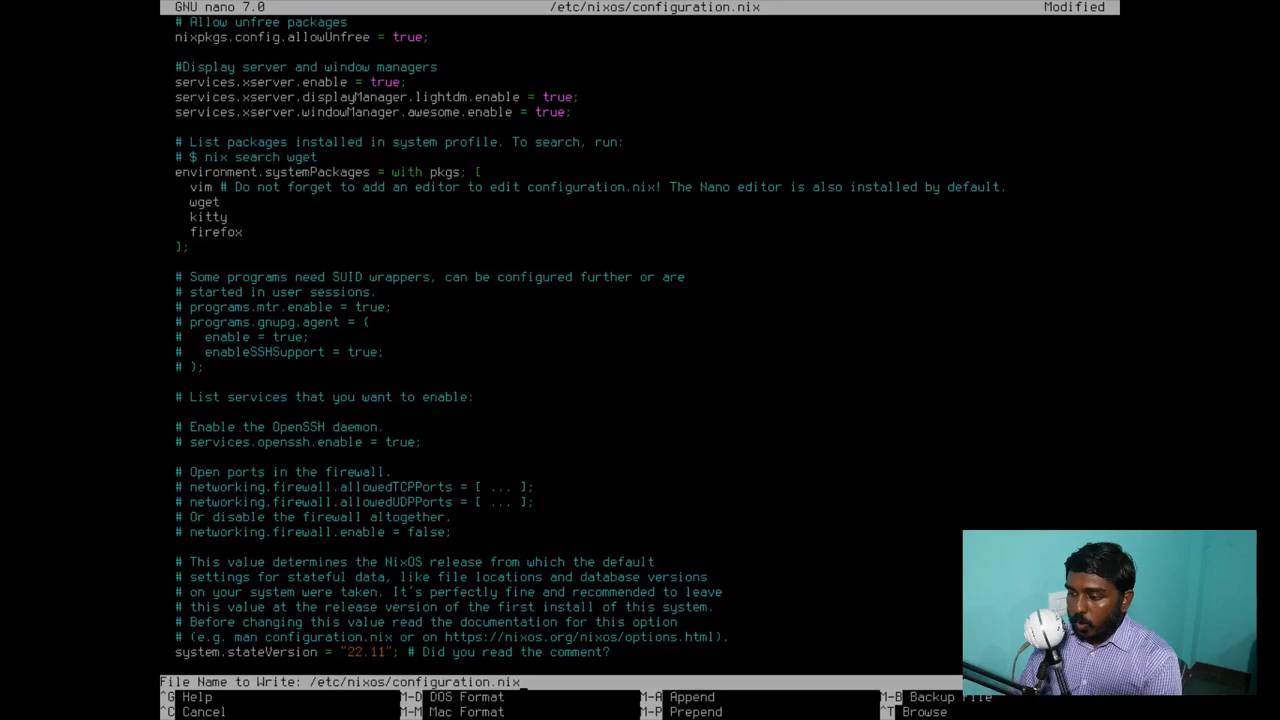 GNU nano 7.0 /etc/nixos/configuration.nix Modified
# Allow unfree packages
nixpkgs.config.allowUnfree = true;
#Display server and window managers
services.xserver.enable = true;
services.xserver.displayManager.lightdm.enable = true;
services.xserver.windowManager.awesome.enable = true;
# List packages installed in system profile. To search, run:
# $ nix search wget
environment.systemPackages = with pkgs; [
vim # Do not forget to add an editor to edit configuration.nix! The Nano editor is also installed by default.
wget
kitty
firefox
];
# Some programs need SUID wrappers, can be configured further or are
# started in user sessions.
# programs.mtr.enable = true;
# programs.gnupg.agent = {
#   enable = true;
#   enableSSHSupport = true;
# };
# List services that you want to enable:
# Enable the OpenSSH daemon.
# services.openssh.enable = true;
# Open ports in the firewall.
# networking.firewall.allowedTCPPorts = [ ... ];
# networking.firewall.allowedUDPPorts = [ ... ];
# Or disable the firewall altogether.
# networking.firewall.enable = false;
# This value determines the NixOS release from which the default
# settings for stateful data, like file locations and database versions
# on your system were taken. It's perfectly fine and recommended to leave
# this value at the release version of the first install of this system.
# Before changing this value read the documentation for this option
# (e.g. man configuration.nix or on https://nixos.org/nixos/options.html).
system.stateVersion = "22.11"; # Did you read the comment?
File Name to Write: /etc/nixos/configuration.nix
^G Help M-D DOS Format M-A Append M-B Backup File
^C Cancel M-M Mac Format M-P Prepend ^T Browse